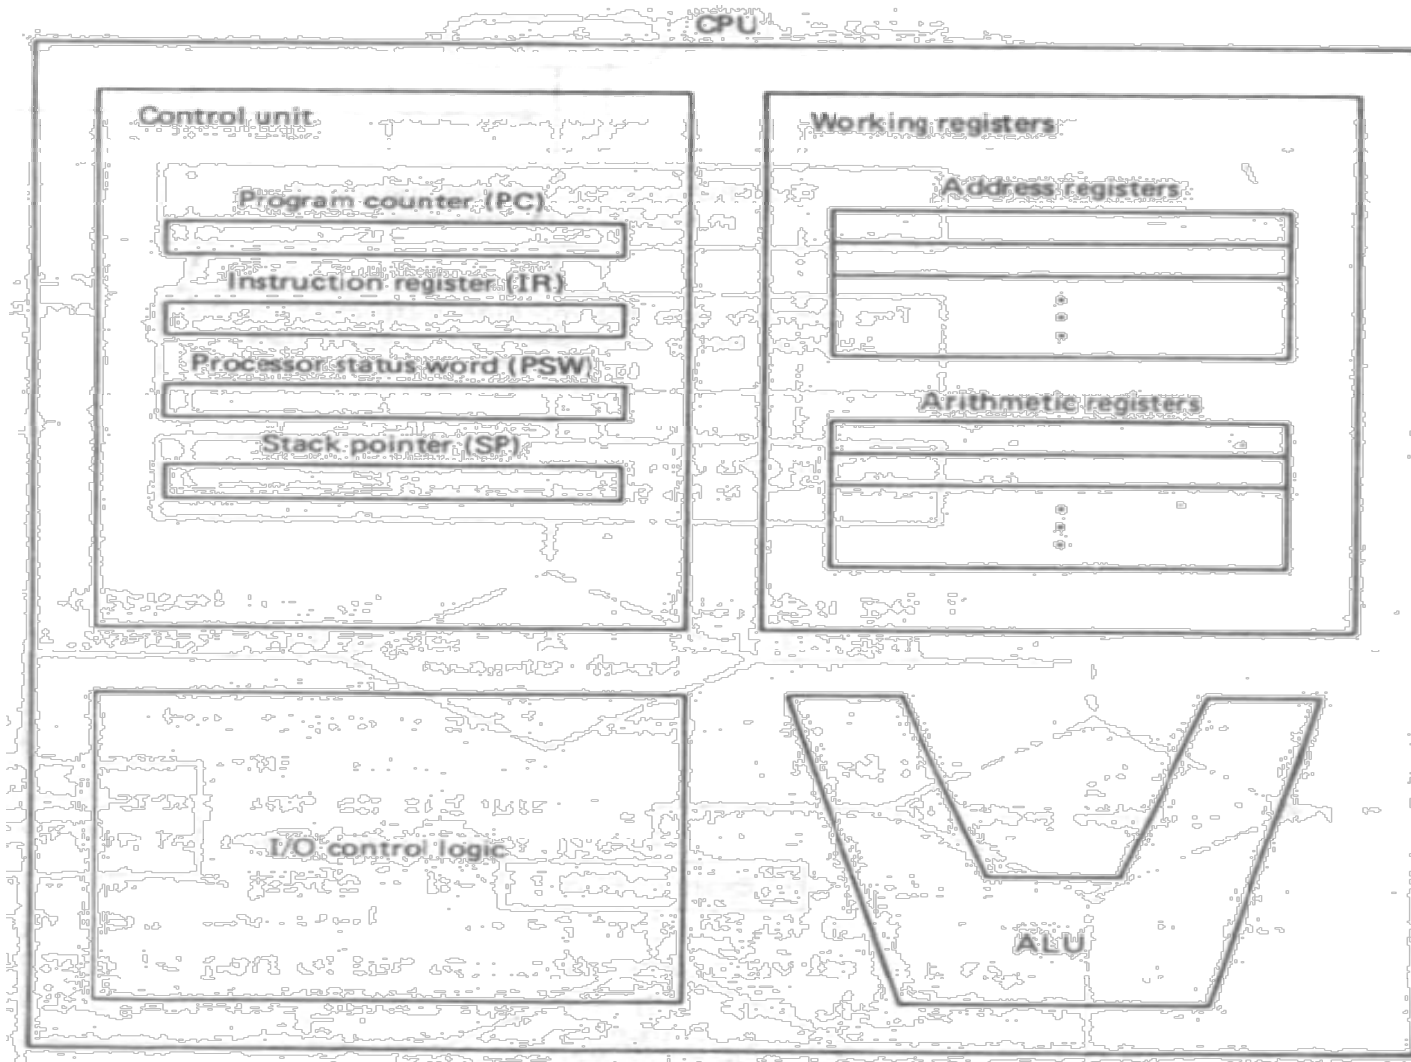 CPU
Control unit
Program counter (PC)
Instruction register (IR)
Processor status word (PSW)
Stack pointer (SP)
Working registers
Address registers
Arithmetic registers
I/O control logic
ALU